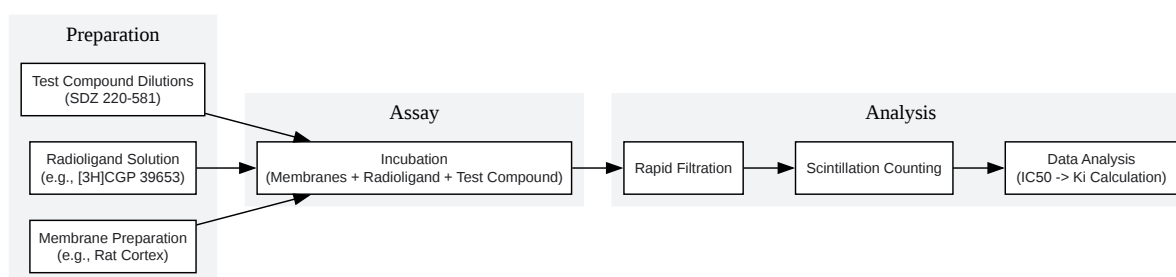 Preparation
Test Compound Dilutions
(SDZ 220-581)
Radioligand Solution
(e.g., [3H]CGP 39653)
Membrane Preparation
(e.g., Rat Cortex)
Assay
Incubation
(Membranes + Radioligand + Test Compound)
Analysis
Rapid Filtration
Scintillation Counting
Data Analysis
(IC50 -> Ki Calculation)